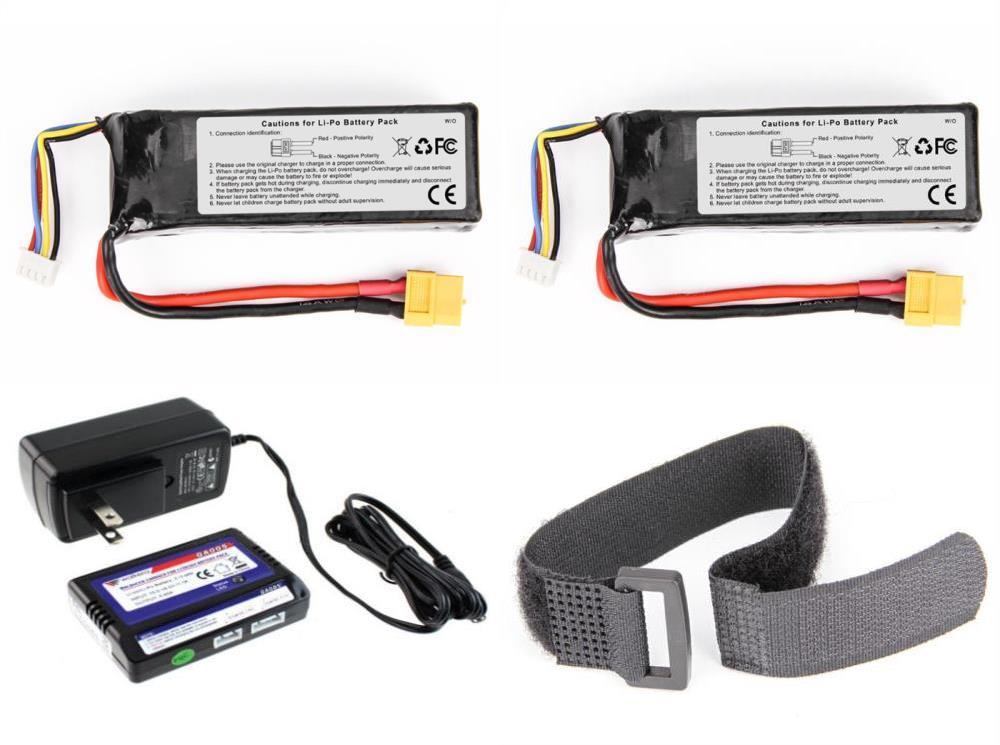 Cautions for Li-Po Battery Pack
W/O
1. Connection identification:
Red - Positive Polarity
Black - Negative Polarity
FC
2. Please use the original charger to charge in a proper connection.
3. When charging the Li-Po battery pack, do not overcharge! Overcharge will cause serious
damage or may cause the battery to fire or explode!
4. If battery pack gets hot during charging, discontinue charging immediately and disconnect
the battery pack from the charger.
5. Never leave battery unattended while charging.
6. Never let children charge battery pack without adult supervision.
CE
Cautions for Li-Po Battery Pack
W/O
1. Connection identification:
Red - Positive Polarity
Black - Negative Polarity
FC
2. Please use the original charger to charge in a proper connection.
3. When charging the Li-Po battery pack, do not overcharge! Overcharge will cause serious
damage or may cause the battery to fire or explode!
4. If battery pack gets hot during charging, discontinue charging immediately and disconnect
the battery pack from the charger.
5. Never leave battery unattended while charging.
6. Never let children charge battery pack without adult supervision.
CE
GA005
CE
GA005